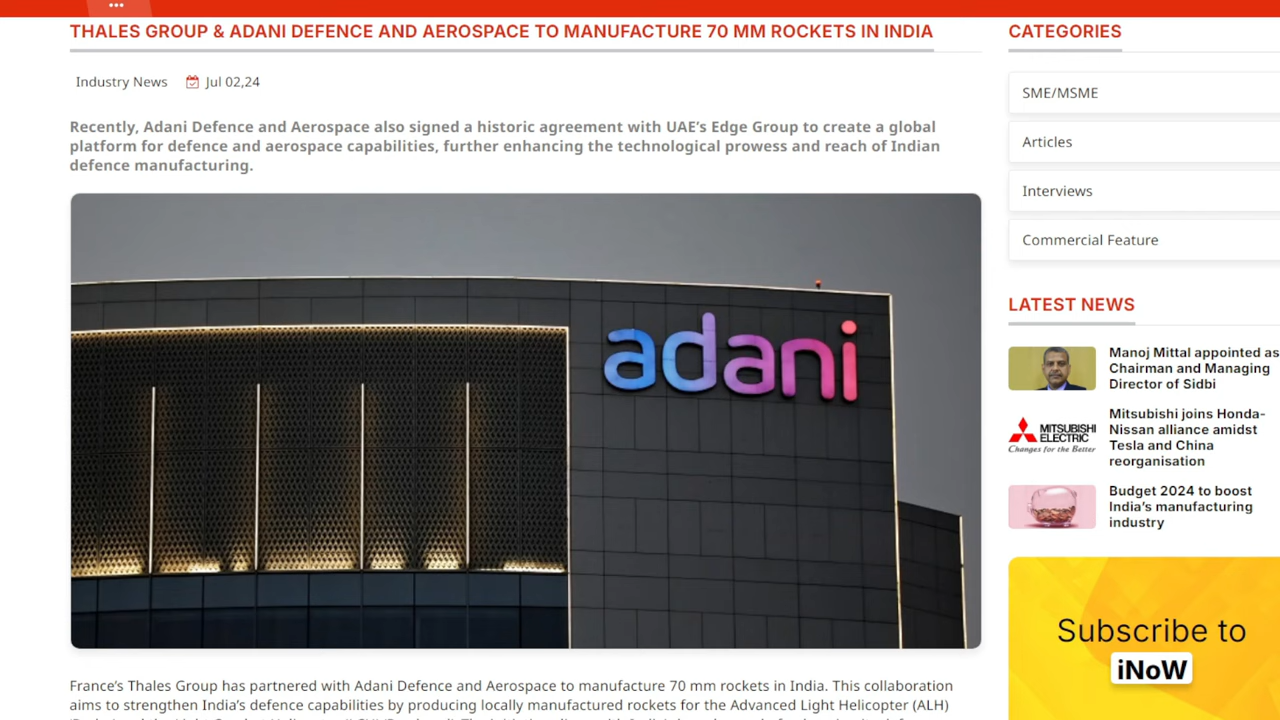 THALES GROUP & ADANI DEFENCE AND AEROSPACE TO MANUFACTURE 70 MM ROCKETS IN INDIA
Industry News Jul 02,24
Recently, Adani Defence and Aerospace also signed a historic agreement with UAE’s Edge Group to create a global
platform for defence and aerospace capabilities, further enhancing the technological prowess and reach of Indian
defence manufacturing.
adani
France’s Thales Group has partnered with Adani Defence and Aerospace to manufacture 70 mm rockets in India. This collaboration
aims to strengthen India’s defence capabilities by producing locally manufactured rockets for the Advanced Light Helicopter (ALH)
CATEGORIES
SME/MSME
Articles
Interviews
Commercial Feature
LATEST NEWS
Manoj Mittal appointed as
Chairman and Managing
Director of Sidbi
MITSUBISHI
ELECTRIC
Changes for the Better
Mitsubishi joins Honda-
Nissan alliance amidst
Tesla and China
reorganisation
Budget 2024 to boost
India’s manufacturing
industry
Subscribe to
iNoW